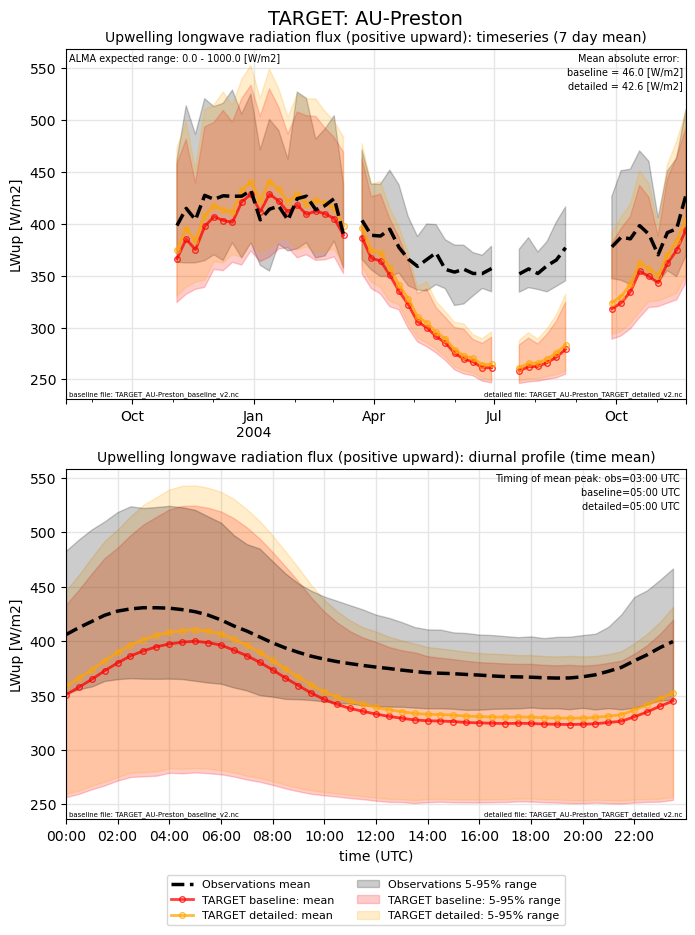 TARGET: AU-Preston
Upwelling longwave radiation flux (positive upward): timeseries (7 day mean)
ALMA expected range: 0.0 - 1000.0 [W/m2]
Mean absolute error:
baseline = 46.0 [W/m2]
detailed = 42.6 [W/m2]
LWup [W/m2]
550
500
450
400
350
300
250
baseline file: TARGET_AU-Preston_baseline_v2.nc
detailed file: TARGET_AU-Preston_TARGET_detailed_v2.nc
Oct Jan Apr Jul Oct
2004
Upwelling longwave radiation flux (positive upward): diurnal profile (time mean)
Timing of mean peak: obs=03:00 UTC
baseline=05:00 UTC
detailed=05:00 UTC
LWup [W/m2]
550
500
450
400
350
300
250
baseline file: TARGET_AU-Preston_baseline_v2.nc
detailed file: TARGET_AU-Preston_TARGET_detailed_v2.nc
00:00 02:00 04:00 06:00 08:00 10:00 12:00 14:00 16:00 18:00 20:00 22:00
time (UTC)
Observations mean
TARGET baseline: mean
TARGET detailed: mean
Observations 5-95% range
TARGET baseline: 5-95% range
TARGET detailed: 5-95% range